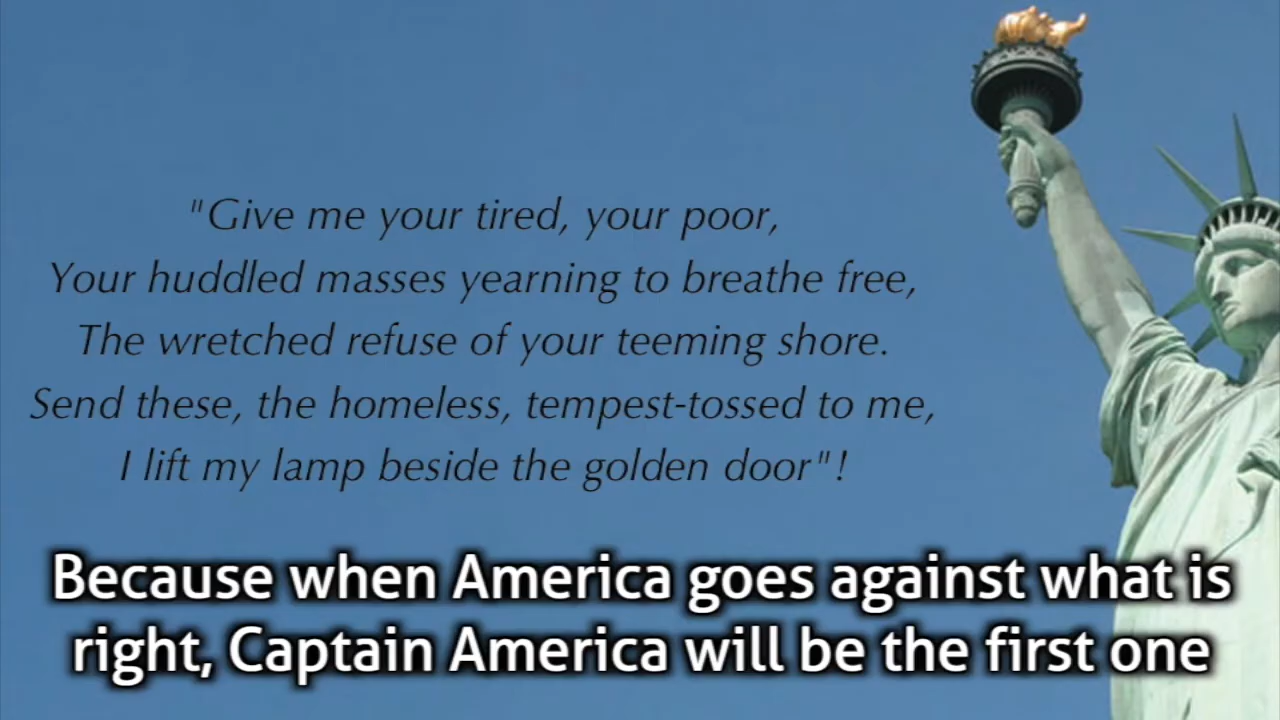 "Give me your tired, your poor,
Your huddled masses yearning to breathe free,
The wretched refuse of your teeming shore.
Send these, the homeless, tempest-tossed to me,
I lift my lamp beside the golden door"!
Because when America goes against what is
right, Captain America will be the first one